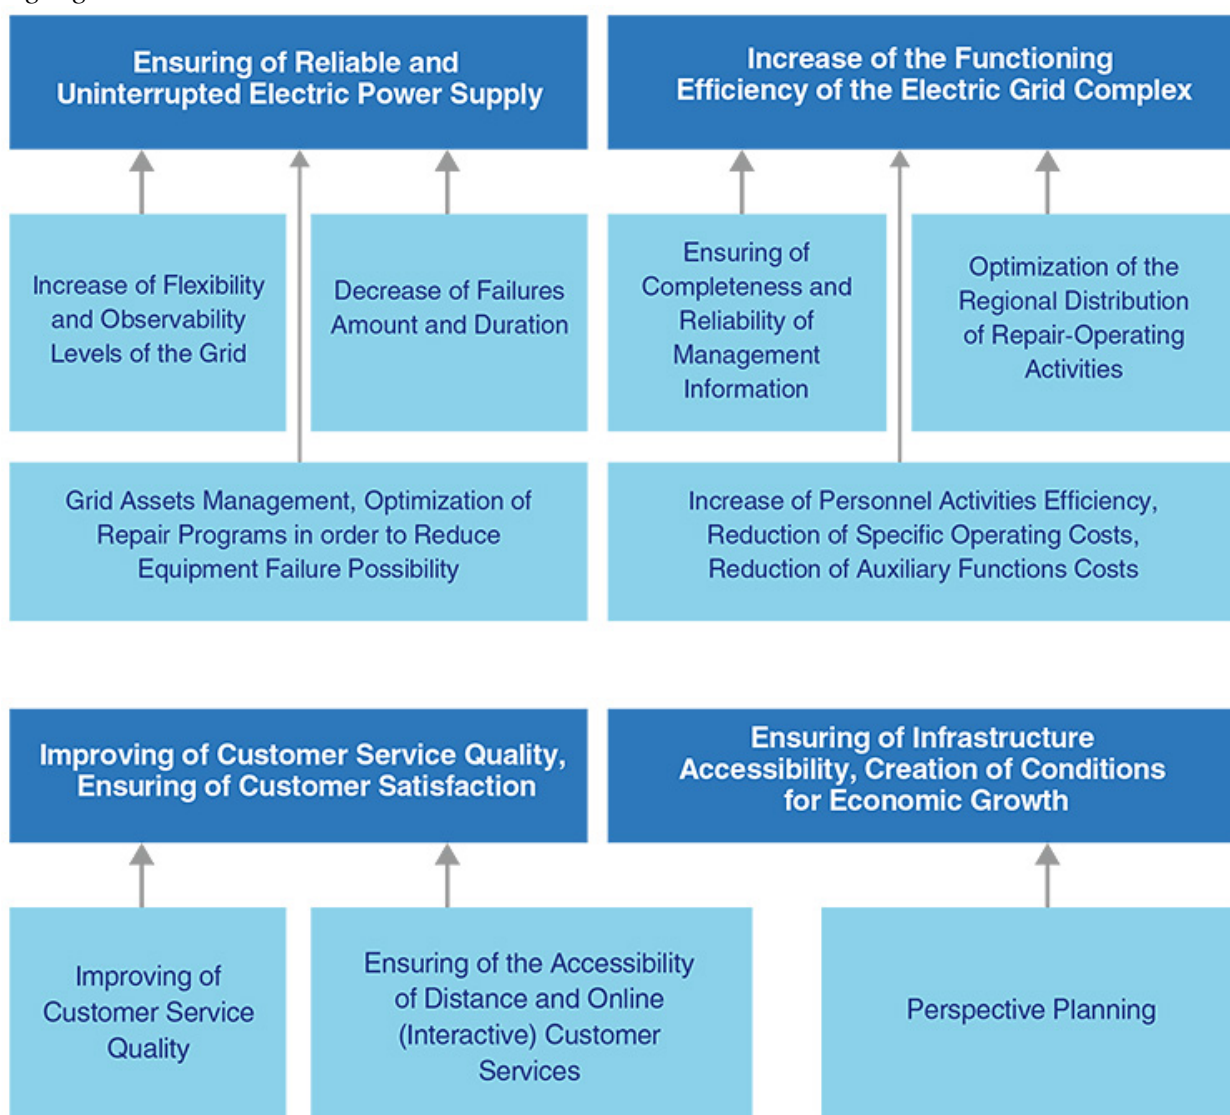 Ensuring of Reliable and
Uninterrupted Electric Power Supply
Increase of the Functioning
Efficiency of the Electric Grid Complex
Increase of Flexibility
and Observability
Levels of the Grid
Decrease of Failures
Amount and Duration
Ensuring of
Completeness and
Reliability of
Management
Information
Optimization of the
Regional Distribution
of Repair-Operating
Activities
Grid Assets Management, Optimization of
Repair Programs in order to Reduce
Equipment Failure Possibility
Increase of Personnel Activities Efficiency,
Reduction of Specific Operating Costs,
Reduction of Auxiliary Functions Costs
Improving of Customer Service Quality,
Ensuring of Customer Satisfaction
Ensuring of Infrastructure
Accessibility, Creation of Conditions
for Economic Growth
Improving of
Customer Service
Quality
Ensuring of the Accessibility
of Distance and Online
(Interactive) Customer
Services
Perspective Planning